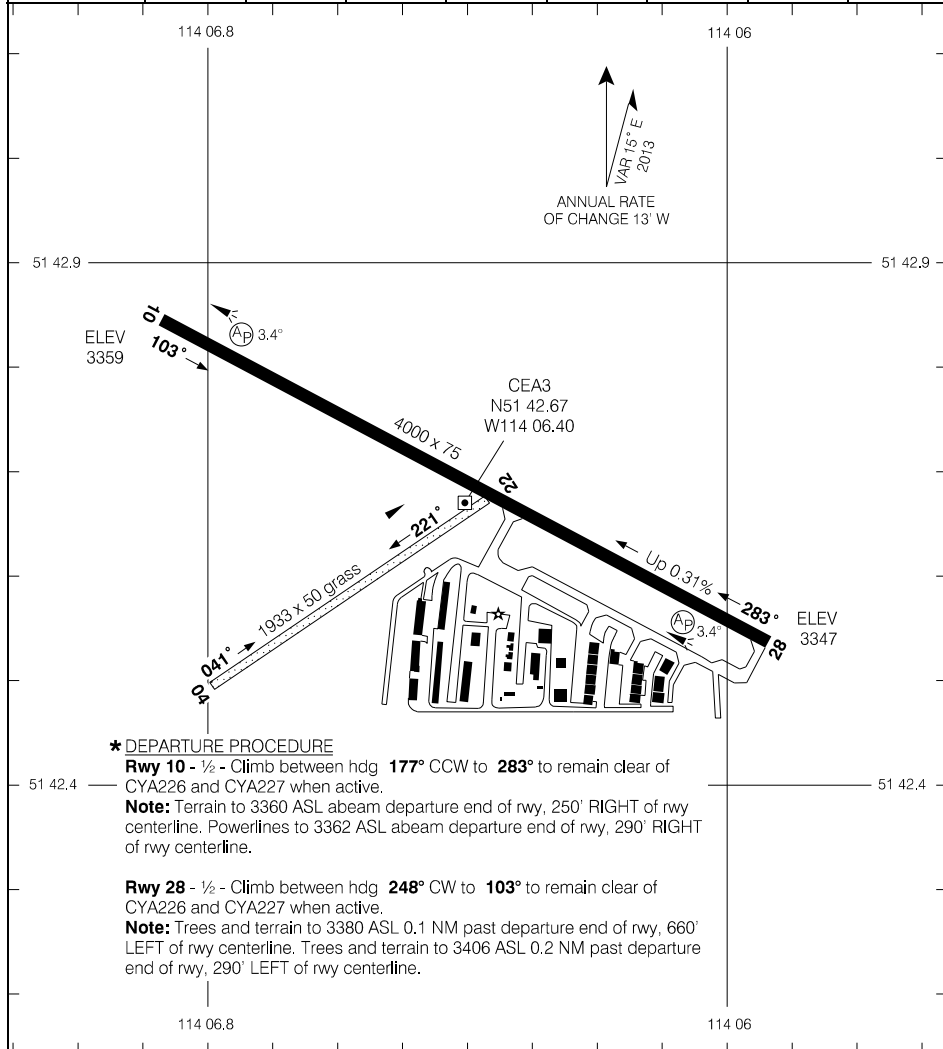 114 06.8
114 06
VAR 15° E
2013
ANNUAL RATE
OF CHANGE 13' W
51 42.9
51 42.9
10
ELEV
3359
103°
AP 3.4°
CEA3
N51 42.67
W114 06.40
4000 x 75
22
221°
1933 x 50 grass
041°
04
Up 0.31%
283°
ELEV
3347
28
AP 3.4°
* DEPARTURE PROCEDURE
Rwy 10 - ½ - Climb between hdg 177° CCW to 283° to remain clear of
CYA226 and CYA227 when active.
51 42.4
51 42.4
Note: Terrain to 3360 ASL abeam departure end of rwy, 250' RIGHT of rwy
centerline. Powerlines to 3362 ASL abeam departure end of rwy, 290' RIGHT
of rwy centerline.
Rwy 28 - ½ - Climb between hdg 248° CW to 103° to remain clear of
CYA226 and CYA227 when active.
Note: Trees and terrain to 3380 ASL 0.1 NM past departure end of rwy, 660'
LEFT of rwy centerline. Trees and terrain to 3406 ASL 0.2 NM past departure
end of rwy, 290' LEFT of rwy centerline.
114 06.8
114 06